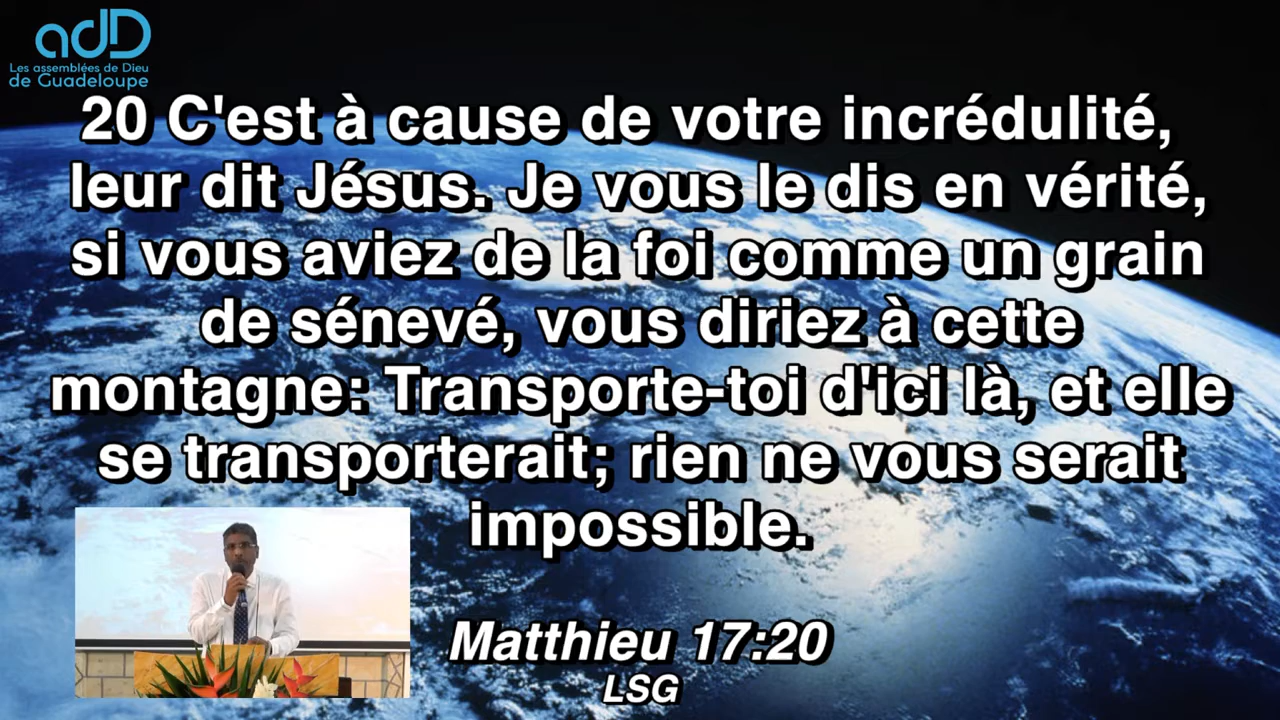 adD
Les assemblées de Dieu
de Guadeloupe
20 C'est à cause de votre incrédulité,
leur dit Jésus. Je vous le dis en vérité,
si vous aviez de la foi comme un grain
de sénevé, vous diriez à cette
montagne: Transporte-toi d'ici là, et elle
se transporterait; rien ne vous serait
impossible.
Matthieu 17:20
LSG